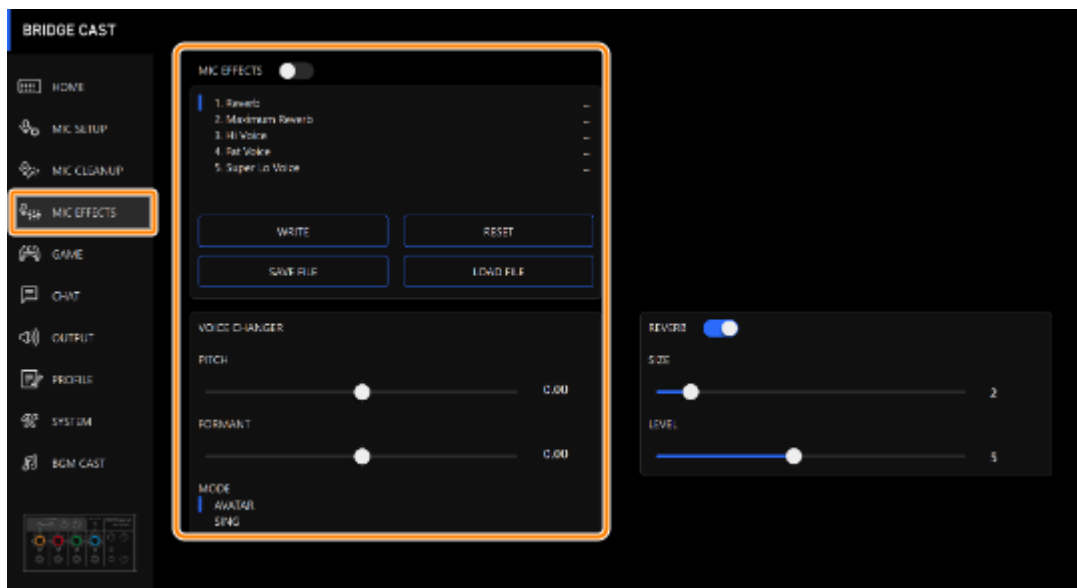 BRIDGE CAST
HOME
MIC SETUP
MIC CLEANUP
MIC EFFECTS
GAME
CHAT
OUTPUT
PROFILE
SYSTEM
BGM CAST
MIC EFFECTS
1. Reverb ...
2. Maximum Reverb ...
3. Hi Voice ...
4. Fat Voice ...
5. Super Lo Voice ...
WRITE
RESET
SAVE FILE
LOAD FILE
VOICE CHANGER
PITCH
0.00
FORMANT
0.00
MODE
AVATAR
SING
REVERB
SIZE
2
LEVEL
5